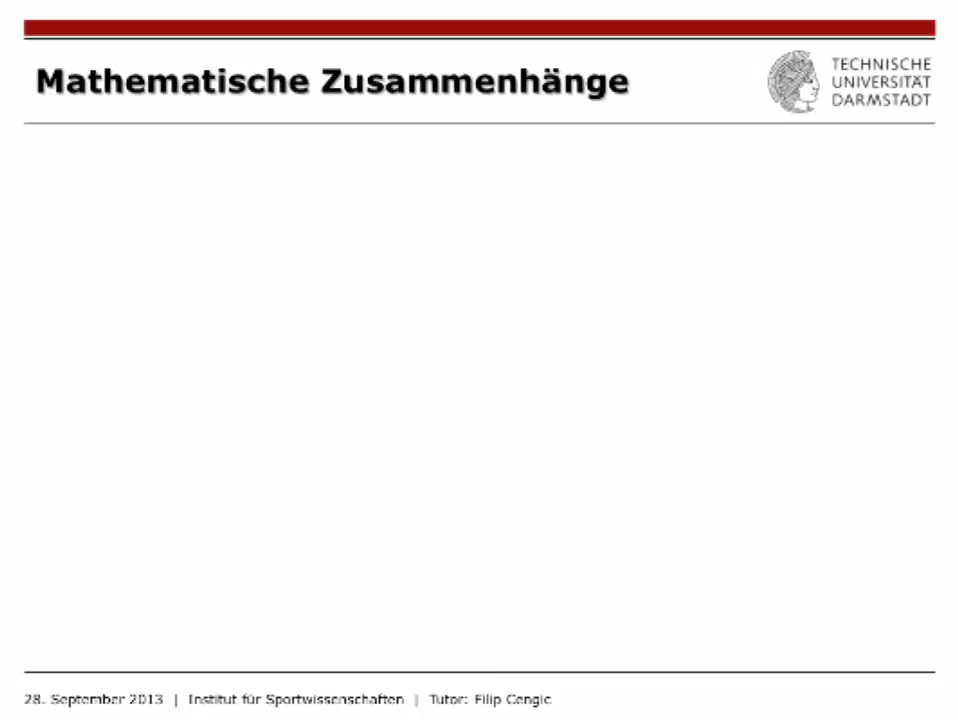 Mathematische Zusammenhänge
TECHNISCHE
UNIVERSITÄT
DARMSTADT
28. September 2013 | Institut für Sportwissenschaften | Tutor: Filip Cengic